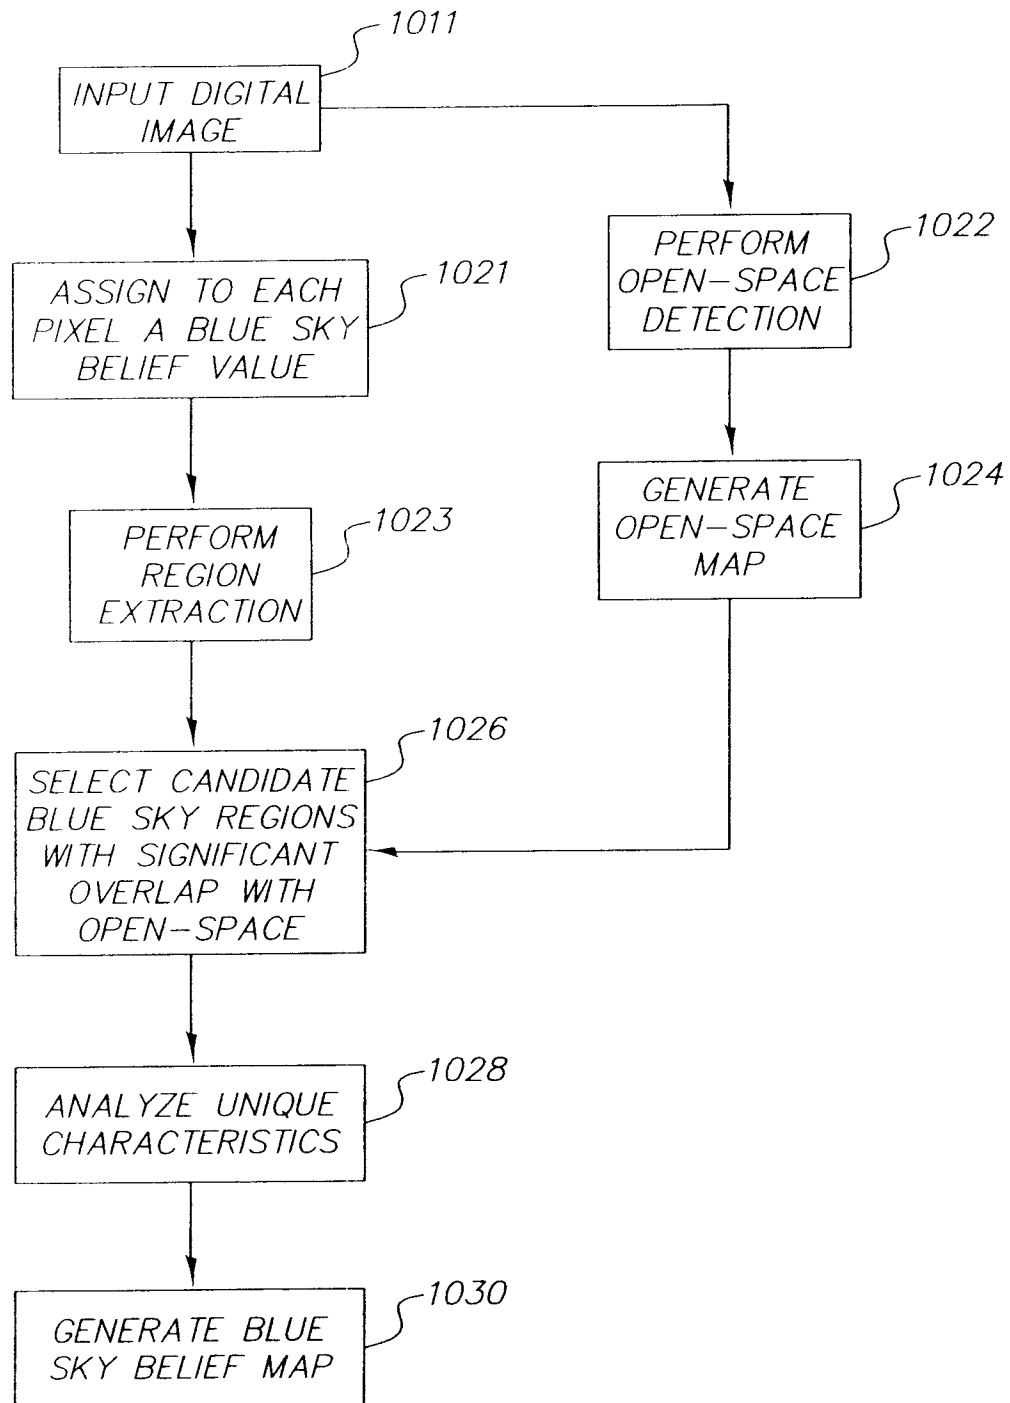 1011
INPUT DIGITAL
IMAGE
1022
PERFORM
OPEN-SPACE
DETECTION
1021
ASSIGN TO EACH
PIXEL A BLUE SKY
BELIEF VALUE
1024
GENERATE
OPEN-SPACE
MAP
1023
PERFORM
REGION
EXTRACTION
1026
SELECT CANDIDATE
BLUE SKY REGIONS
WITH SIGNIFICANT
OVERLAP WITH
OPEN-SPACE
1028
ANALYZE UNIQUE
CHARACTERISTICS
1030
GENERATE BLUE
SKY BELIEF MAP